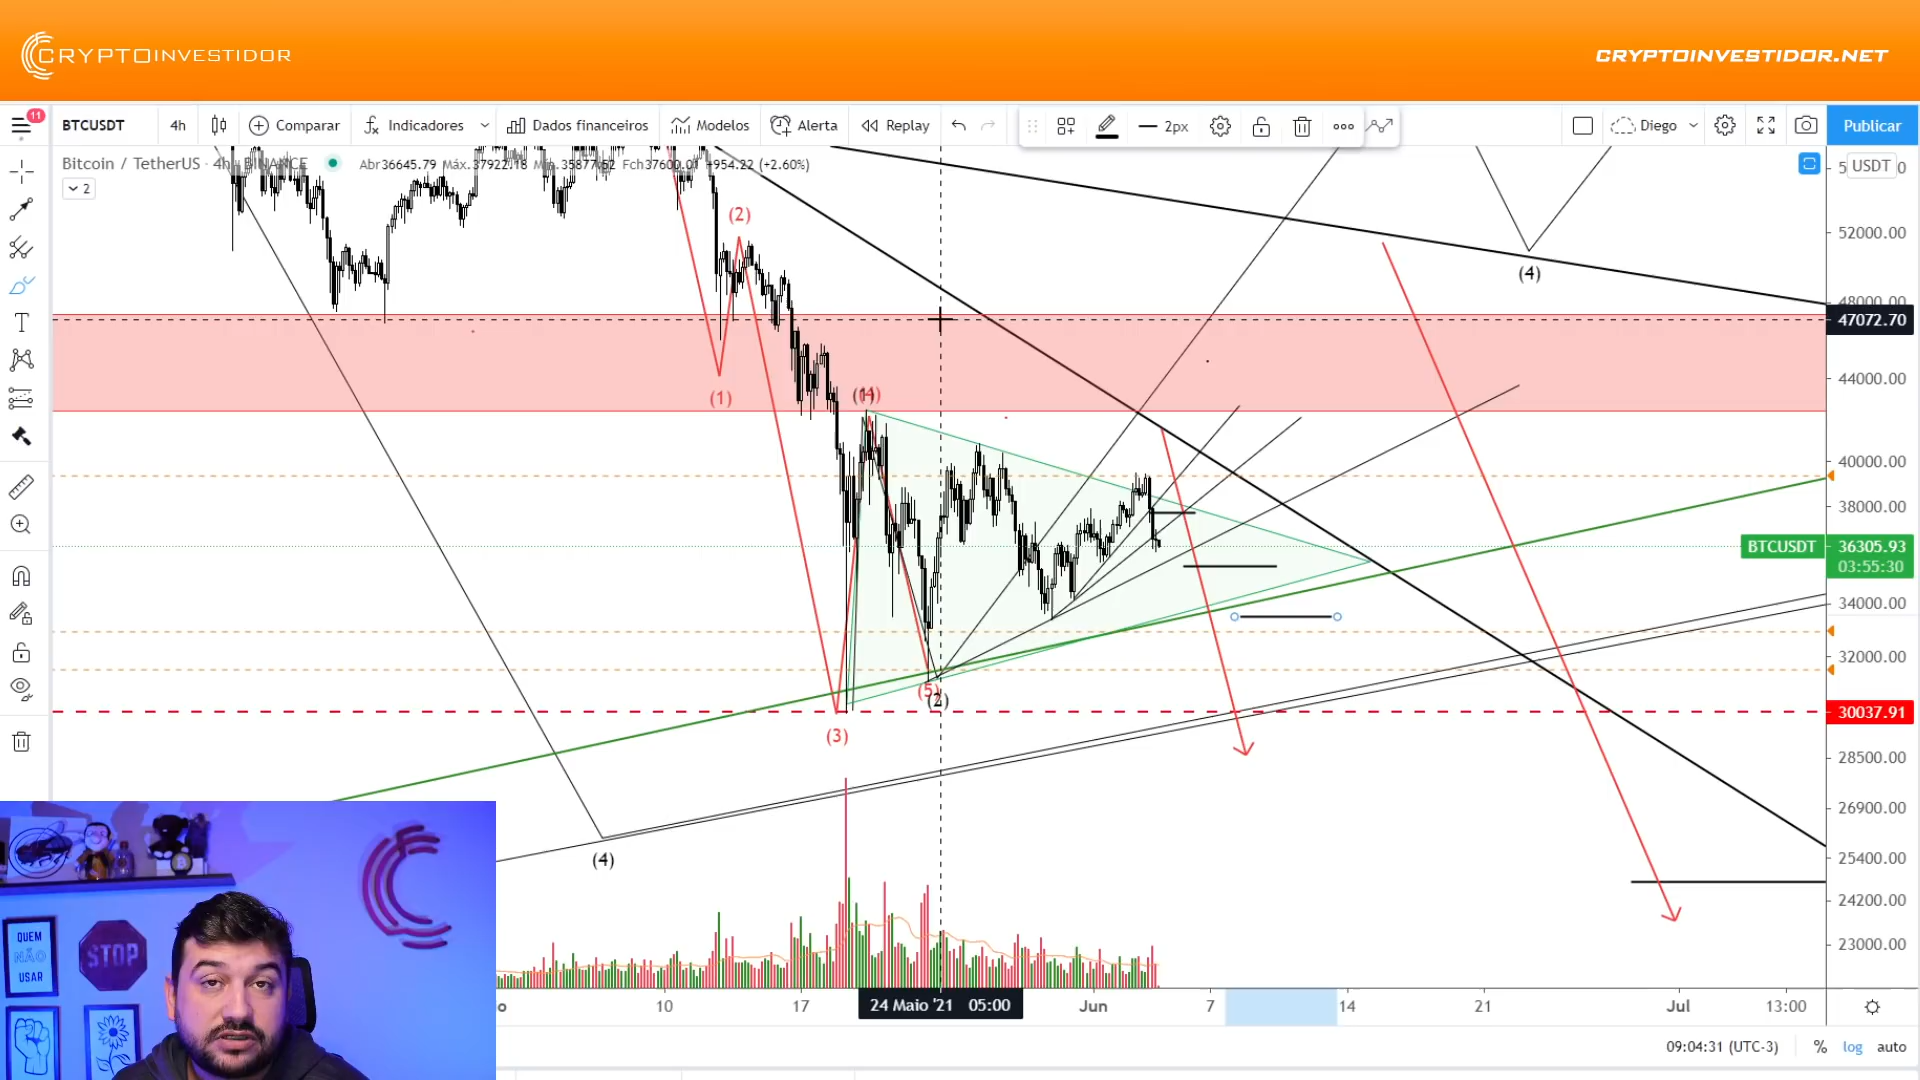 CRYPTOINVESTIDOR
CRYPTOINVESTIDOR.NET
11
BTCUSDT
4h
Comparar
Indicadores
Dados financeiros
Modelos
Alerta
Replay
2px
Diego
Publicar
Bitcoin / TetherUS · 4h · BINANCE
Abr36645.79 Máx.37922.18 Mín.35877.52 Fch37600.01 +954.22 (+2.60%)
USDT
2
52000.00
48000.00
47072.70
44000.00
40000.00
38000.00
BTCUSDT
36305.93
03:55:30
34000.00
32000.00
30037.91
28500.00
26900.00
25400.00
24200.00
23000.00
(2)
(4)
(1)
(5)
(2)
(3)
(4)
10
17
24 Maio '21 05:00
Jun
7
14
21
Jul
13:00
09:04:31 (UTC-3)
%
log
auto
QUEM
NÃO
USAR
STOP